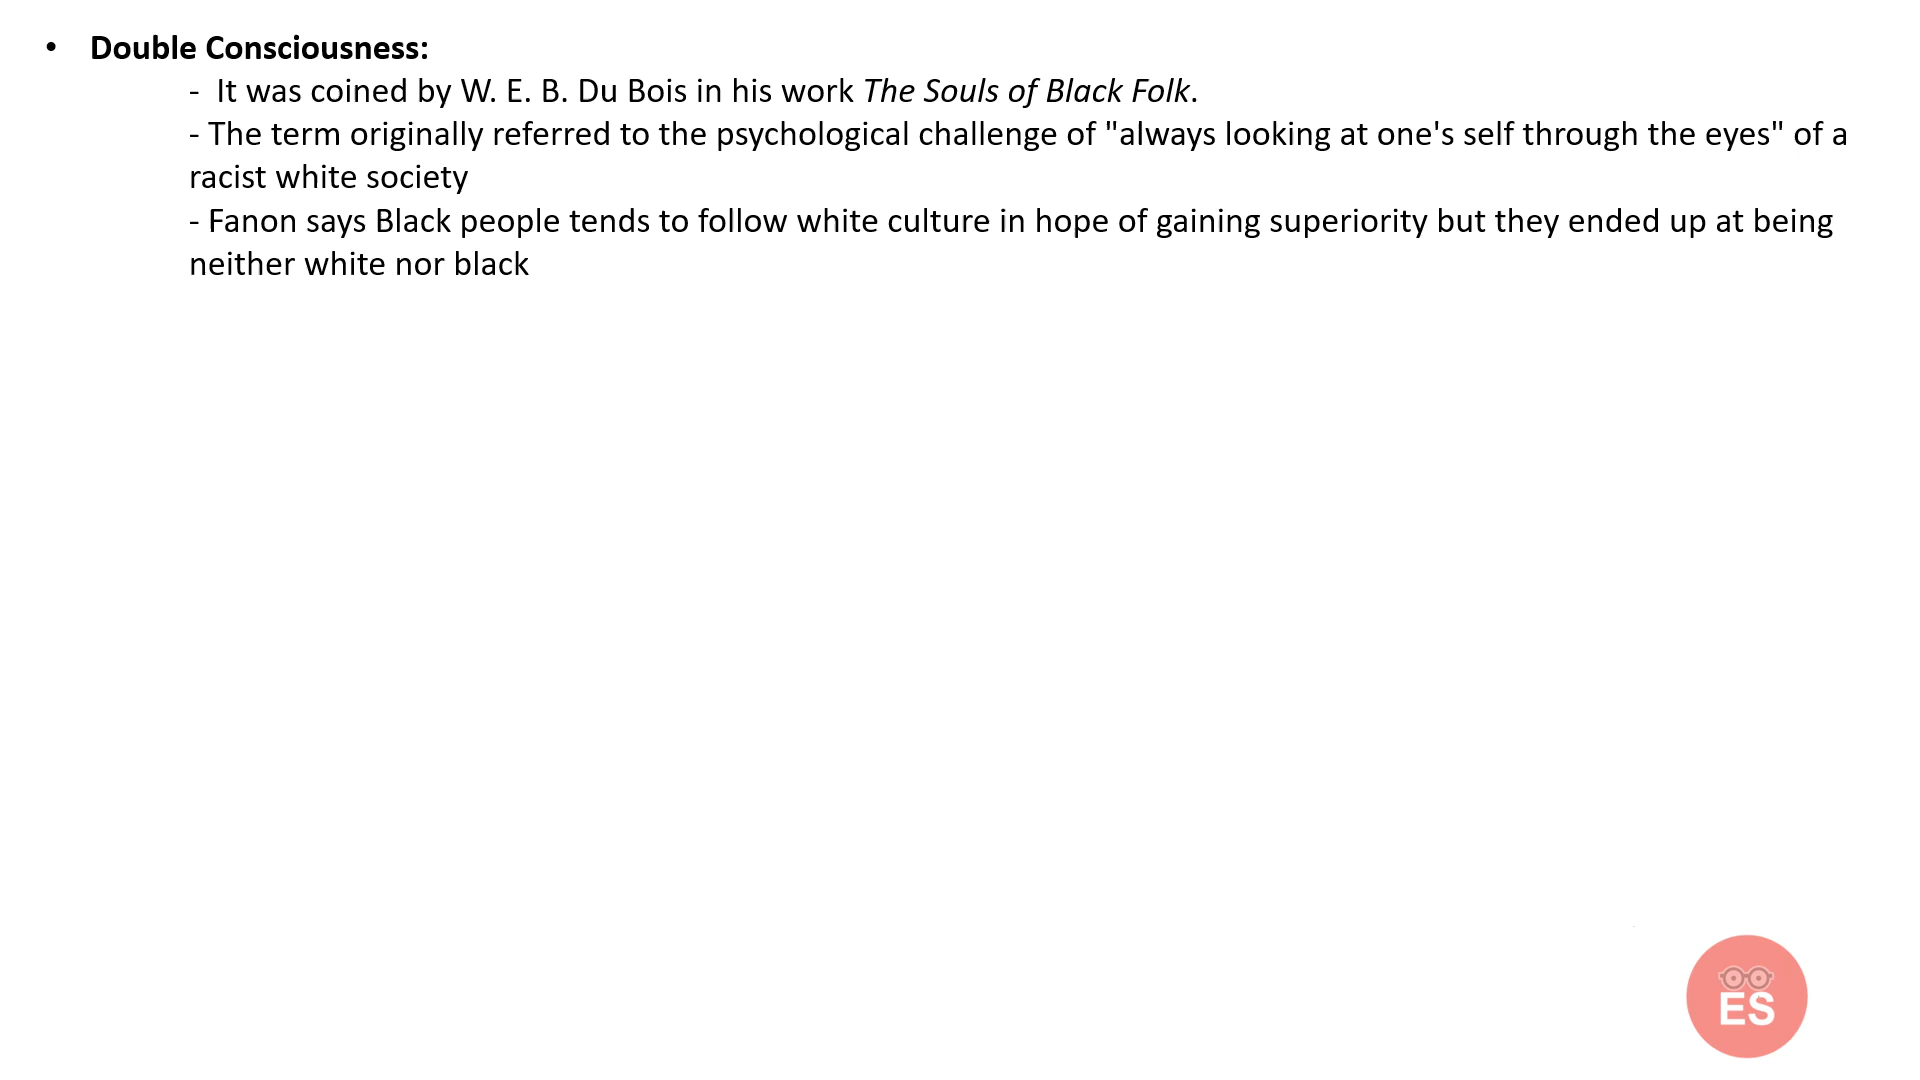 • Double Consciousness:
-  It was coined by W. E. B. Du Bois in his work The Souls of Black Folk.
- The term originally referred to the psychological challenge of "always looking at one's self through the eyes" of a
racist white society
- Fanon says Black people tends to follow white culture in hope of gaining superiority but they ended up at being
neither white nor black
ES